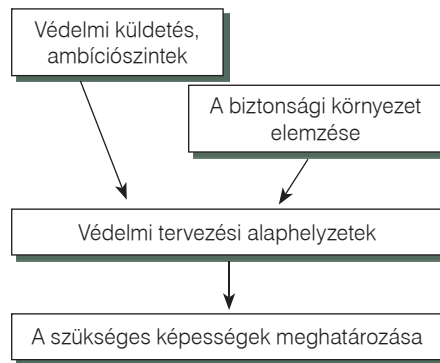 Védelmi küldetés,
ambíciószintek
A biztonsági környezet
elemzése
Védelmi tervezési alaphelyzetek
A szükséges képességek meghatározása